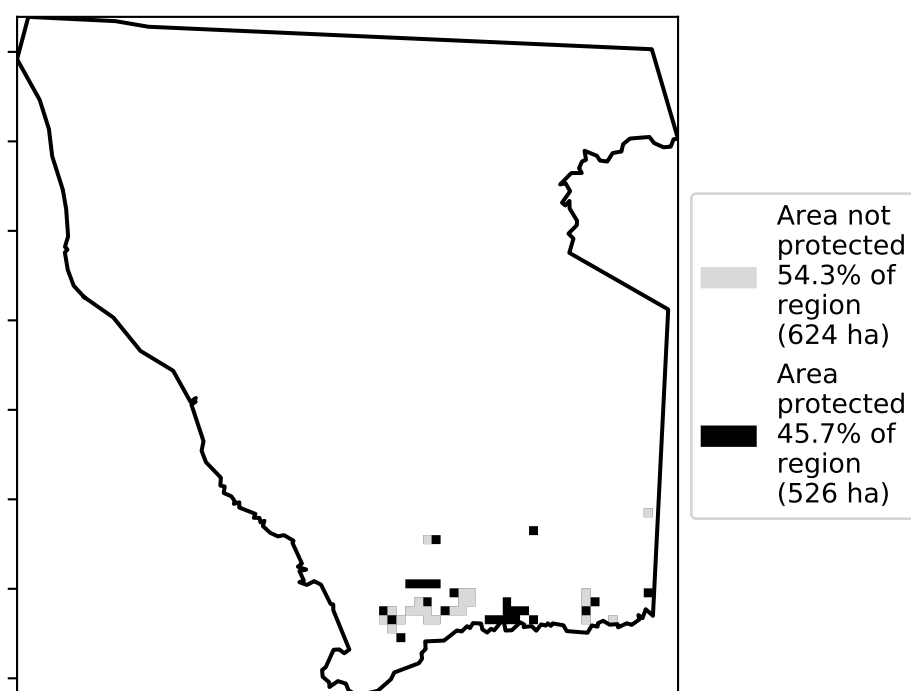 Area not
protected
54.3% of
region
(624 ha)
Area
protected
45.7% of
region
(526 ha)